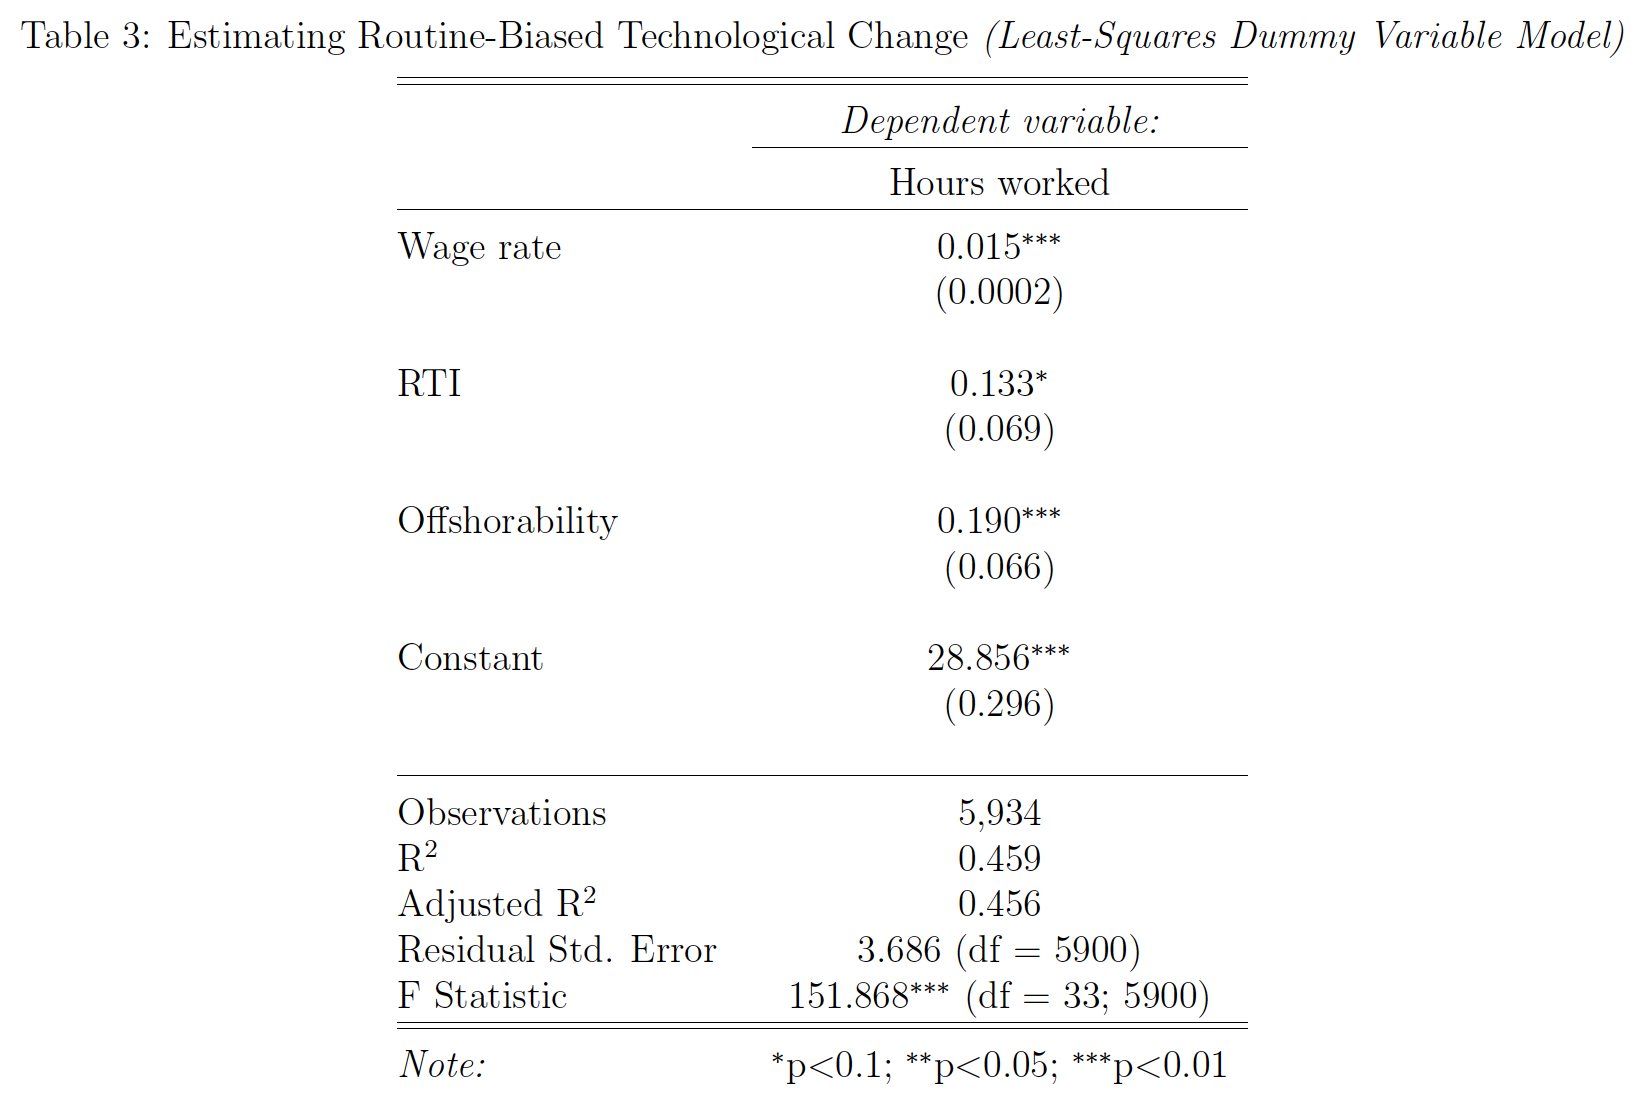 Table 3: Estimating Routine-Biased Technological Change (Least-Squares Dummy Variable Model)
Dependent variable:
Hours worked
Wage rate 0.015***
(0.0002)
RTI 0.133*
(0.069)
Offshorability 0.190***
(0.066)
Constant 28.856***
(0.296)
Observations 5,934
R² 0.459
Adjusted R² 0.456
Residual Std. Error 3.686 (df = 5900)
F Statistic 151.868*** (df = 33; 5900)
Note: *p<0.1; **p<0.05; ***p<0.01